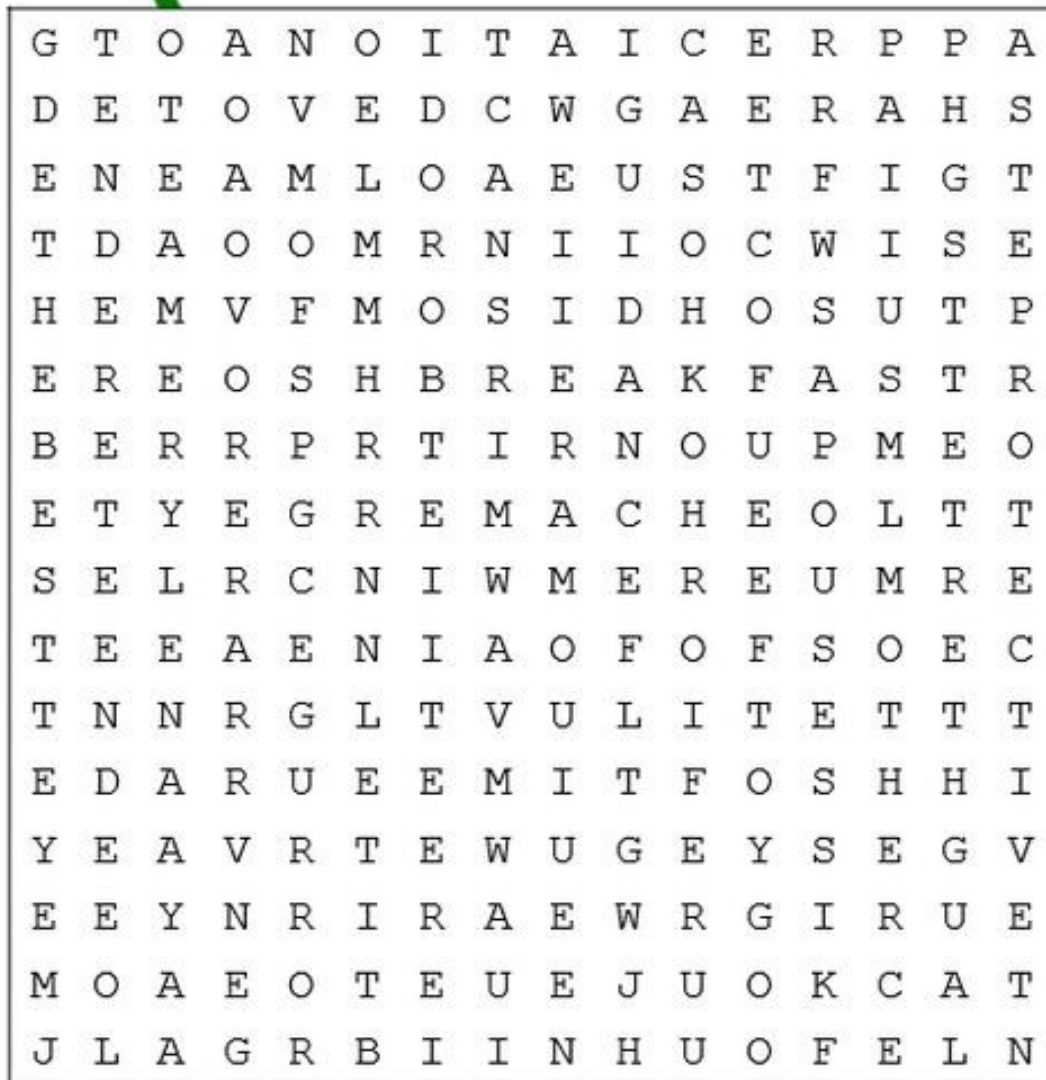 G T O A N O I T A I C E R P P A
D E T O V E D C W G A E R A H S
E N E A M L O A E U S T F I G T
T D A O O M R N I I O C W I S E
H E M V F M O S I D H O S U T P
E R E O S H B R E A K F A S T R
B E R R P R T I R N O U P M E O
E T Y E G R E M A C H E O L T T
S E L R C N I W M E R E U M R E
T E E A E N I A O F O F S O E C
T N N R G L T V U L I T E T T T
E D A R U E E M I T F O S H H I
Y E A V R T E W U G E Y S E G V
E E Y N R I R A E W R G I R U E
M O A E O T E U E J U O K C A T
J L A G R B I I N H U O F E L N